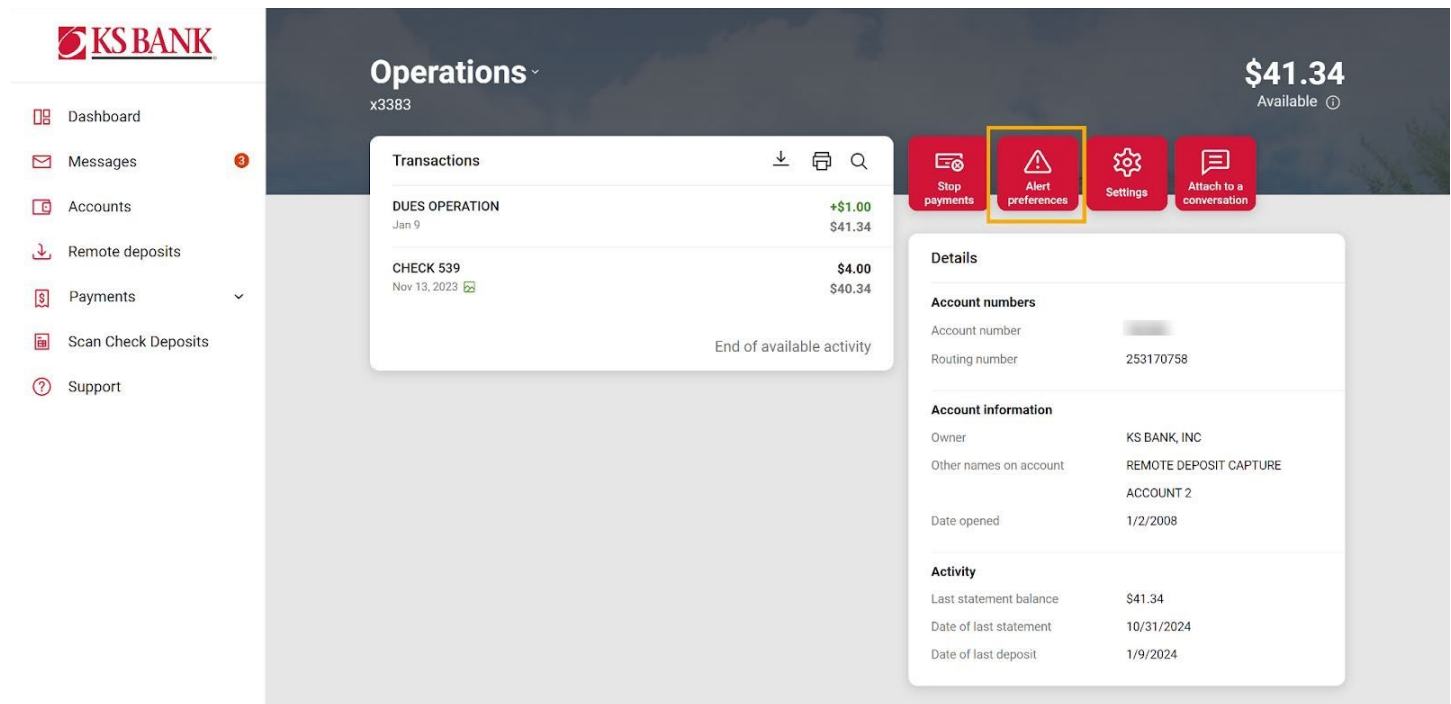 KS BANK
Dashboard
Messages 3
Accounts
Remote deposits
Payments
Scan Check Deposits
Support
Operations
x3383
$41.34
Available
Transactions
DUES OPERATION +$1.00
Jan 9 $41.34
CHECK 539 $4.00
Nov 13, 2023 $40.34
End of available activity
Stop
payments
Alert
preferences
Settings
Attach to a
conversation
Details
Account numbers
Account number
Routing number 253170758
Account information
Owner KS BANK, INC
Other names on account REMOTE DEPOSIT CAPTURE
ACCOUNT 2
Date opened 1/2/2008
Activity
Last statement balance $41.34
Date of last statement 10/31/2024
Date of last deposit 1/9/2024